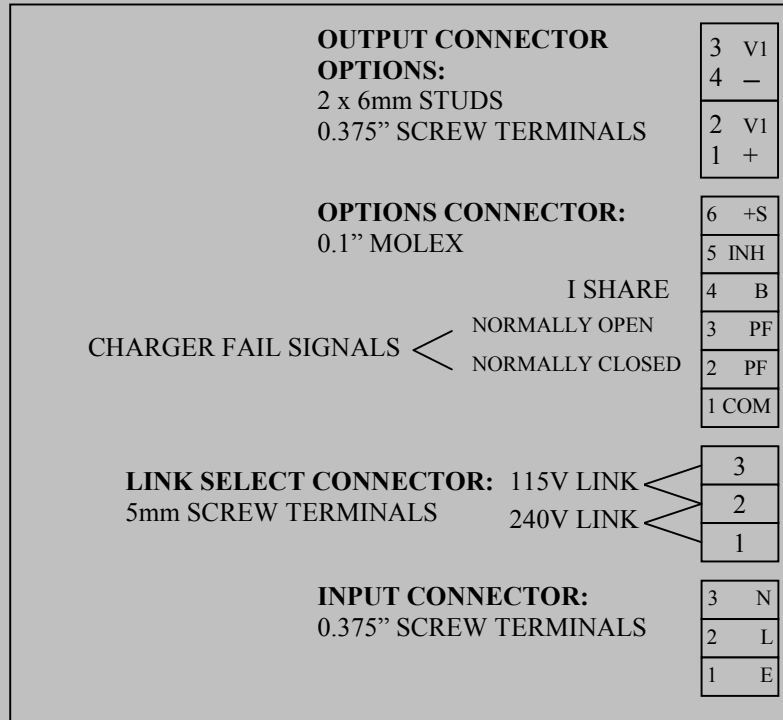 OUTPUT CONNECTOR
OPTIONS:
2 x 6mm STUDS
0.375” SCREW TERMINALS
3 V1
4 –
2 V1
1 +
OPTIONS CONNECTOR:
0.1” MOLEX
I SHARE
CHARGER FAIL SIGNALS
NORMALLY OPEN
NORMALLY CLOSED
6 +S
5 INH
4 B
3 PF
2 PF
1 COM
LINK SELECT CONNECTOR:
5mm SCREW TERMINALS
115V LINK
240V LINK
3
2
1
INPUT CONNECTOR:
0.375” SCREW TERMINALS
3 N
2 L
1 E